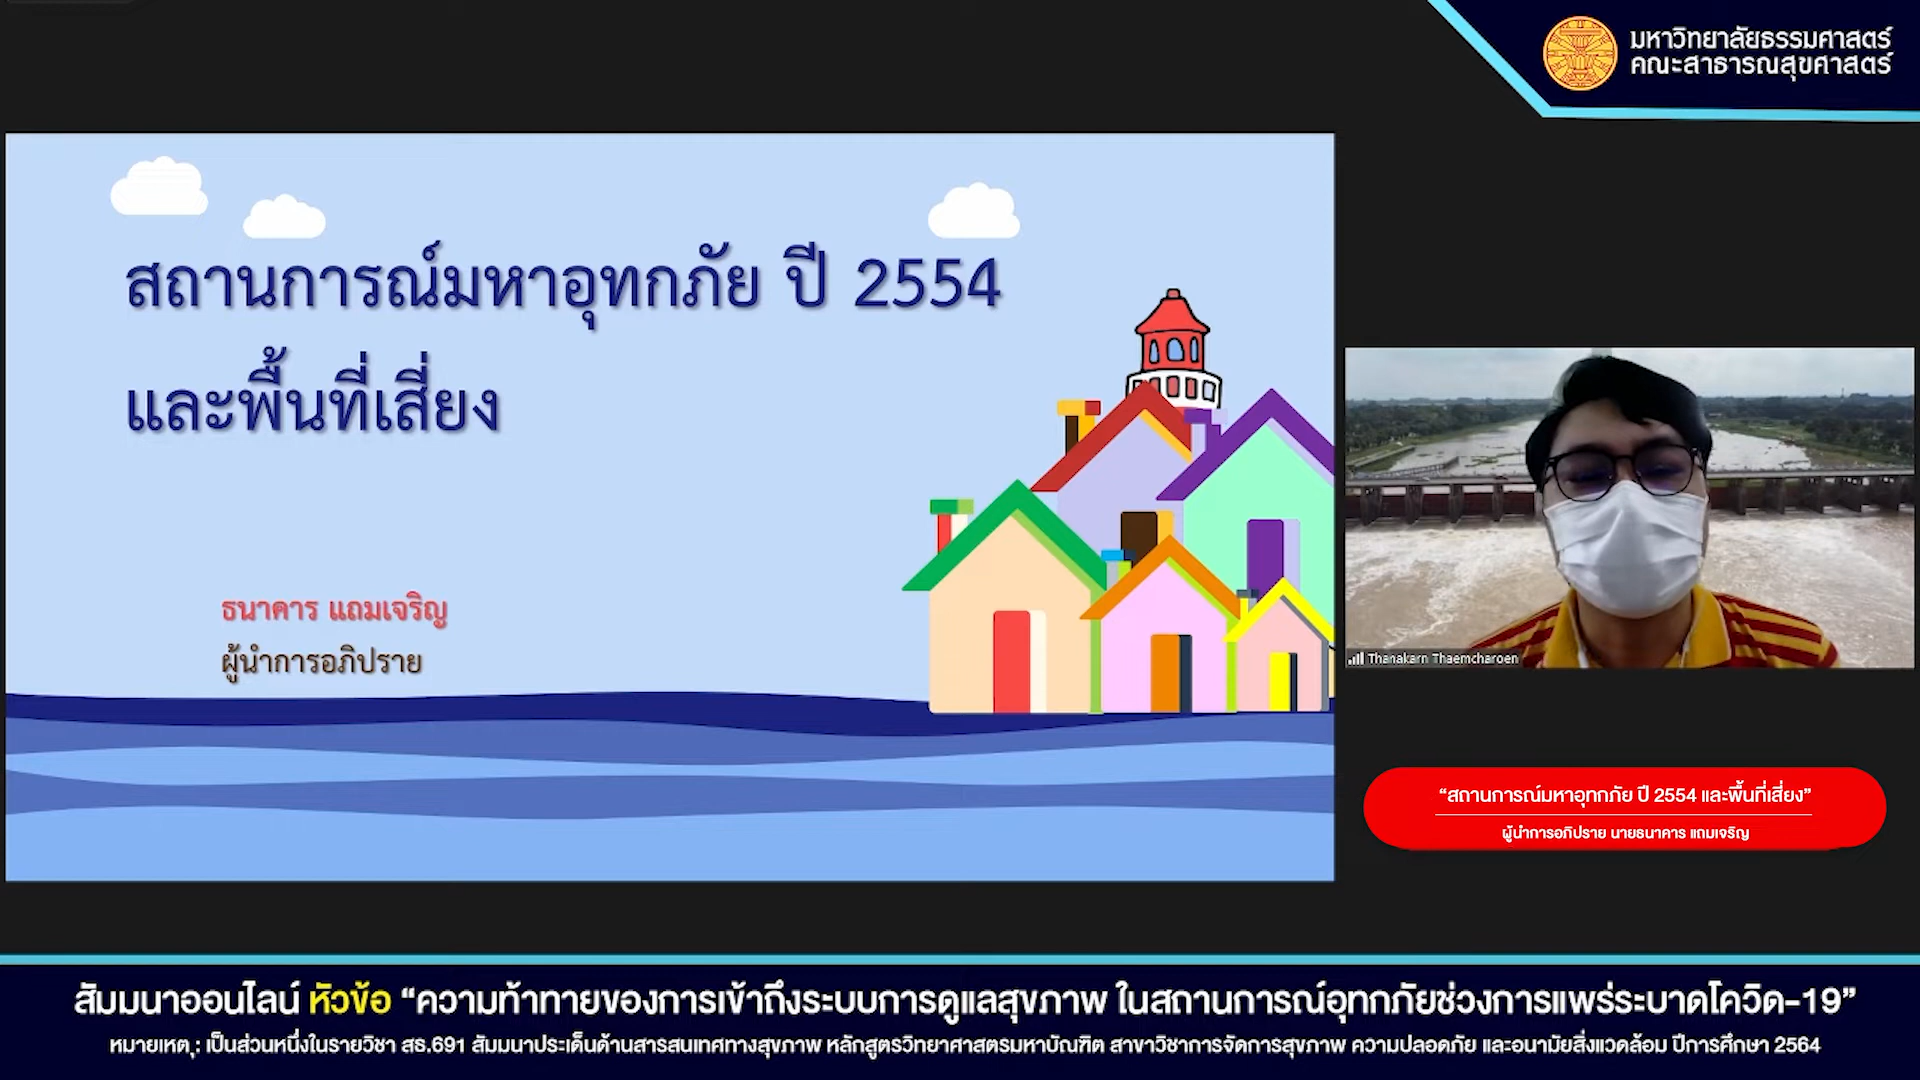 มหาวิทยาลัยธรรมศาสตร์
คณะสาธารณสุขศาสตร์
สถานการณ์มหาอุทกภัย ปี 2554
และพื้นที่เสี่ยง
ธนาคาร แถมเจริญ
ผู้นำการอภิปราย
Thanakarn Thaemcharoen
“สถานการณ์มหาอุทกภัย ปี 2554 และพื้นที่เสี่ยง”
ผู้นำการอภิปราย นายธนาคาร แถมเจริญ
สัมมนาออนไลน์ หัวข้อ “ความท้าทายของการเข้าถึงระบบการดูแลสุขภาพ ในสถานการณ์อุทกภัยช่วงการแพร่ระบาดโควิด-19”
หมายเหตุ: เป็นส่วนหนึ่งในรายวิชา สธ.691 สัมมนาประเด็นด้านสารสนเทศทางสุขภาพ หลักสูตรวิทยาศาสตรมหาบัณฑิต สาขาวิชาการจัดการสุขภาพ ความปลอดภัย และอนามัยสิ่งแวดล้อม ปีการศึกษา 2564